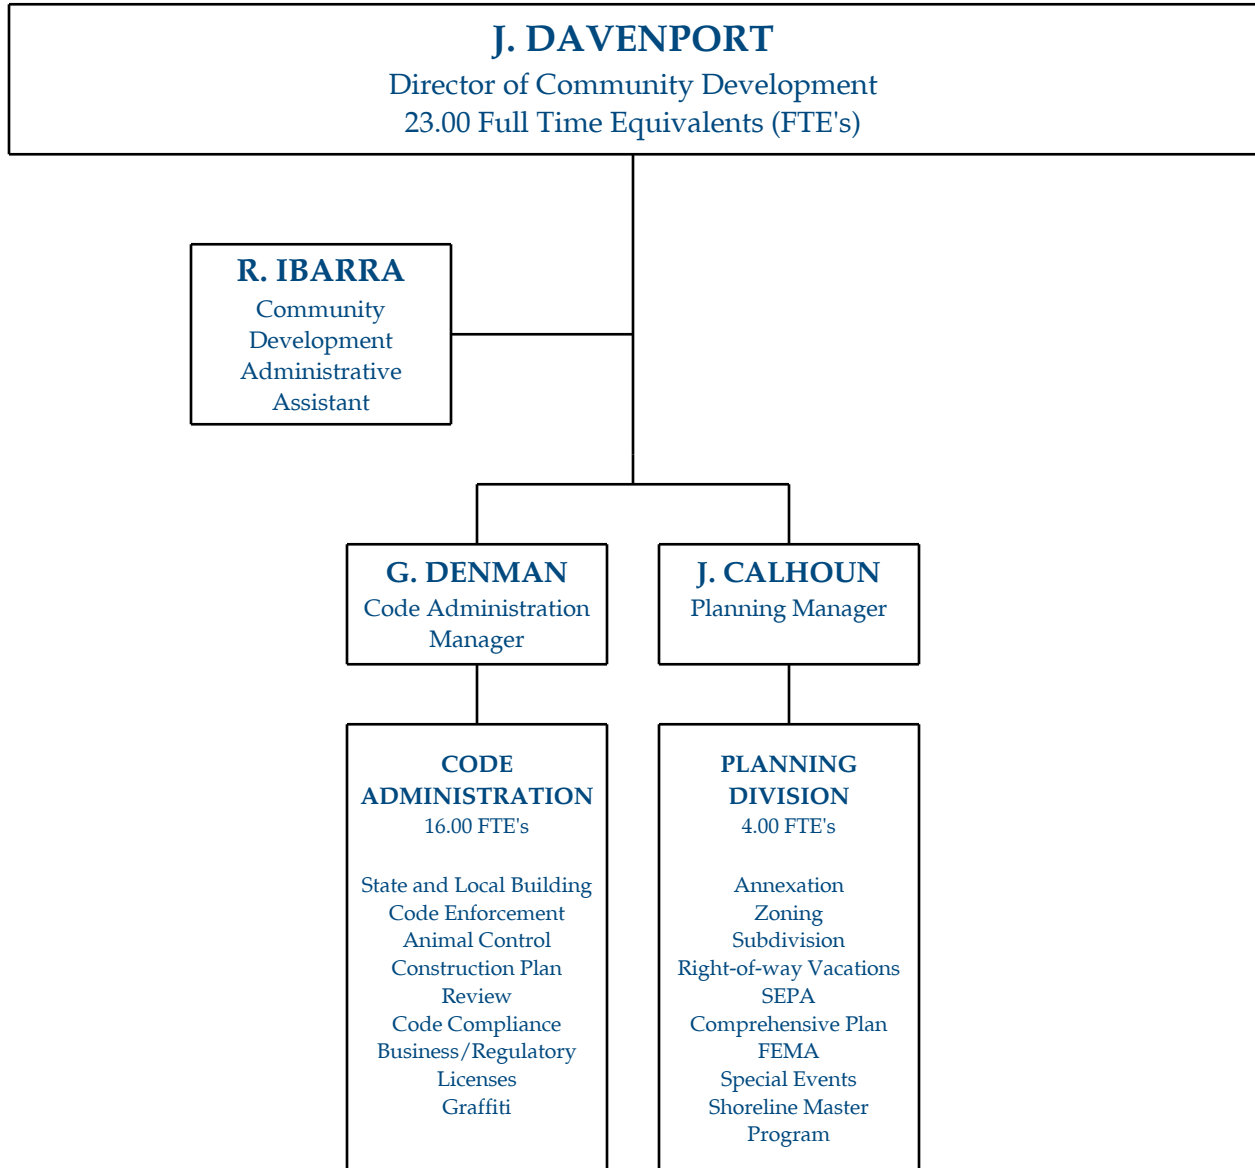 J. DAVENPORT
Director of Community Development
23.00 Full Time Equivalents (FTE's)
R. IBARRA
Community
Development
Administrative
Assistant
G. DENMAN
Code Administration
Manager
J. CALHOUN
Planning Manager
CODE
ADMINISTRATION
16.00 FTE's
State and Local Building
Code Enforcement
Animal Control
Construction Plan
Review
Code Compliance
Business/Regulatory
Licenses
Graffiti
PLANNING
DIVISION
4.00 FTE's
Annexation
Zoning
Subdivision
Right-of-way Vacations
SEPA
Comprehensive Plan
FEMA
Special Events
Shoreline Master
Program